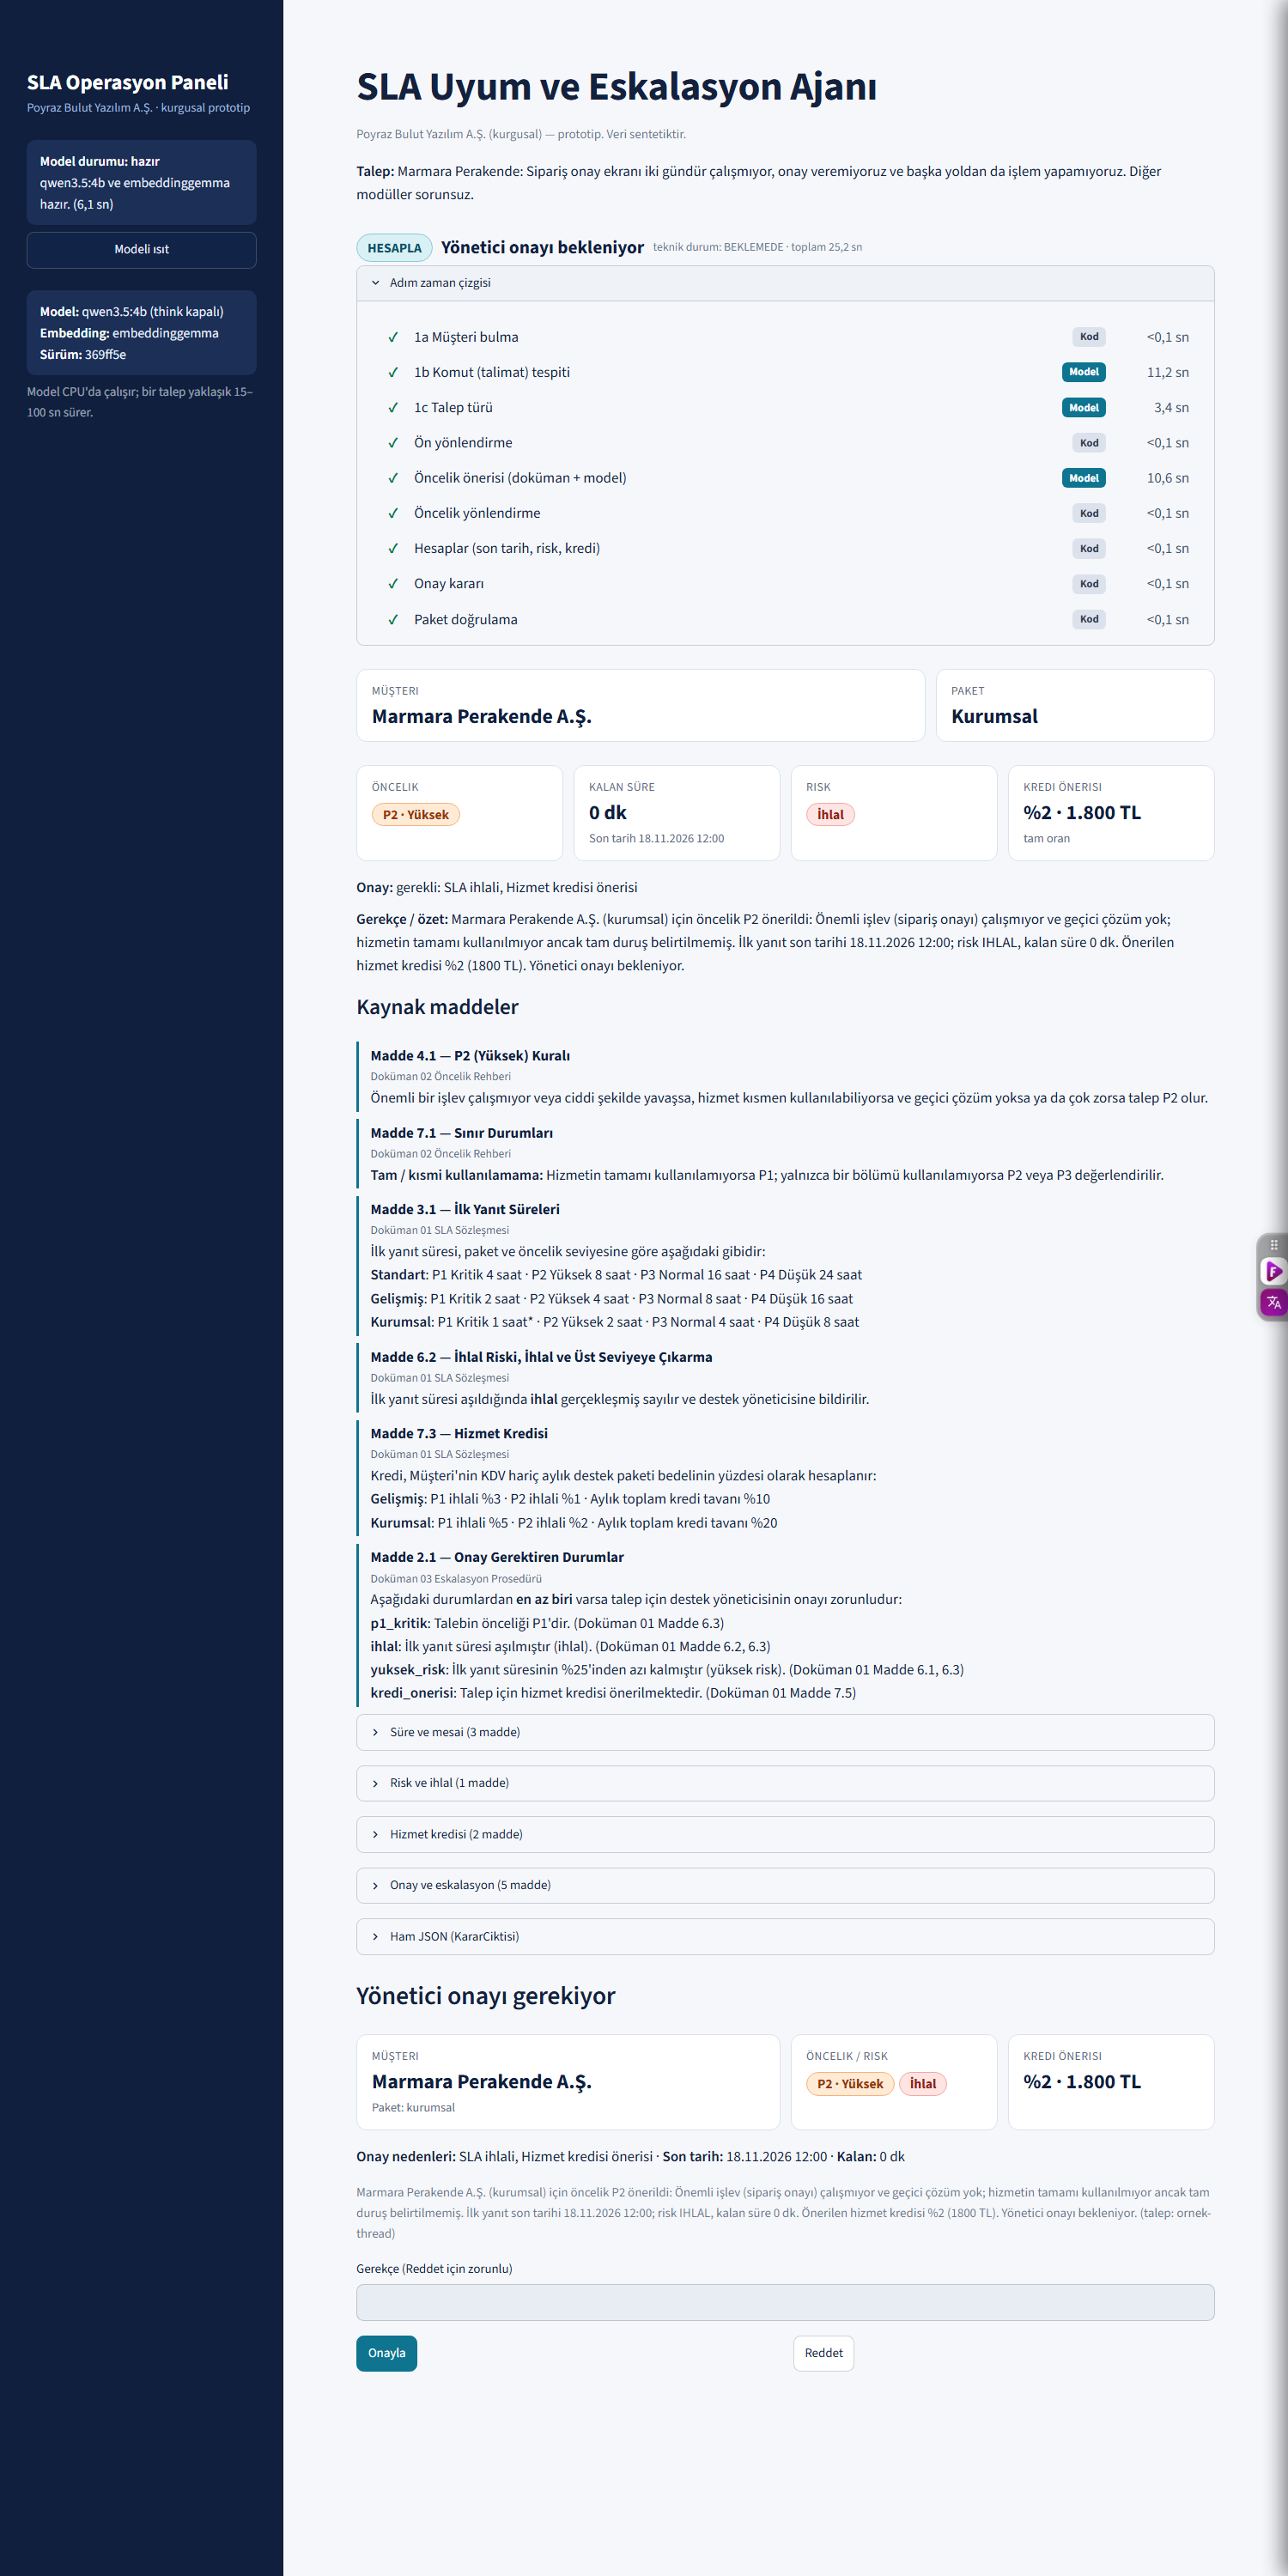 SLA Operasyon Paneli
Poyraz Bulut Yazılım A.Ş. · kurgusal prototip
Model durumu: hazır
qwen3.5:4b ve embeddinggemma
hazır. (6,1 sn)
Modeli ısıt
Model: qwen3.5:4b (think kapalı)
Embedding: embeddinggemma
Sürüm: 369ff5e
Model CPU'da çalışır; bir talep yaklaşık 15–
100 sn sürer.
SLA Uyum ve Eskalasyon Ajanı
Poyraz Bulut Yazılım A.Ş. (kurgusal) — prototip. Veri sentetiktir.
Talep: Marmara Perakende: Sipariş onay ekranı iki gündür çalışmıyor, onay veremiyoruz ve başka yoldan da işlem yapamıyoruz. Diğer
modüller sorunsuz.
HESAPLA Yönetici onayı bekleniyor teknik durum: BEKLEMEDE · toplam 25,2 sn
Adım zaman çizgisi
✓ 1a Müşteri bulma Kod <0,1 sn
✓ 1b Komut (talimat) tespiti Model 11,2 sn
✓ 1c Talep türü Model 3,4 sn
✓ Ön yönlendirme Kod <0,1 sn
✓ Öncelik önerisi (doküman + model) Model 10,6 sn
✓ Öncelik yönlendirme Kod <0,1 sn
✓ Hesaplar (son tarih, risk, kredi) Kod <0,1 sn
✓ Onay kararı Kod <0,1 sn
✓ Paket doğrulama Kod <0,1 sn
MÜŞTERI
Marmara Perakende A.Ş.
PAKET
Kurumsal
ÖNCELIK
P2 · Yüksek
KALAN SÜRE
0 dk
Son tarih 18.11.2026 12:00
RISK
İhlal
KREDI ÖNERISI
%2 · 1.800 TL
tam oran
Onay: gerekli: SLA ihlali, Hizmet kredisi önerisi
Gerekçe / özet: Marmara Perakende A.Ş. (kurumsal) için öncelik P2 önerildi: Önemli işlev (sipariş onayı) çalışmıyor ve geçici çözüm yok;
hizmetin tamamı kullanılmıyor ancak tam duruş belirtilmemiş. İlk yanıt son tarihi 18.11.2026 12:00; risk IHLAL, kalan süre 0 dk. Önerilen
hizmet kredisi %2 (1800 TL). Yönetici onayı bekleniyor.
Kaynak maddeler
Madde 4.1 — P2 (Yüksek) Kuralı
Doküman 02 Öncelik Rehberi
Önemli bir işlev çalışmıyor veya ciddi şekilde yavaşsa, hizmet kısmen kullanılabiliyorsa ve geçici çözüm yoksa ya da çok zorsa talep P2 olur.
Madde 7.1 — Sınır Durumları
Doküman 02 Öncelik Rehberi
Tam / kısmi kullanılamama: Hizmetin tamamı kullanılamıyorsa P1; yalnızca bir bölümü kullanılamıyorsa P2 veya P3 değerlendirilir.
Madde 3.1 — İlk Yanıt Süreleri
Doküman 01 SLA Sözleşmesi
İlk yanıt süresi, paket ve öncelik seviyesine göre aşağıdaki gibidir:
Standart: P1 Kritik 4 saat · P2 Yüksek 8 saat · P3 Normal 16 saat · P4 Düşük 24 saat
Gelişmiş: P1 Kritik 2 saat · P2 Yüksek 4 saat · P3 Normal 8 saat · P4 Düşük 16 saat
Kurumsal: P1 Kritik 1 saat* · P2 Yüksek 2 saat · P3 Normal 4 saat · P4 Düşük 8 saat
Madde 6.2 — İhlal Riski, İhlal ve Üst Seviyeye Çıkarma
Doküman 01 SLA Sözleşmesi
İlk yanıt süresi aşıldığında ihlal gerçekleşmiş sayılır ve destek yöneticisine bildirilir.
Madde 7.3 — Hizmet Kredisi
Doküman 01 SLA Sözleşmesi
Kredi, Müşteri'nin KDV hariç aylık destek paketi bedelinin yüzdesi olarak hesaplanır:
Gelişmiş: P1 ihlali %3 · P2 ihlali %1 · Aylık toplam kredi tavanı %10
Kurumsal: P1 ihlali %5 · P2 ihlali %2 · Aylık toplam kredi tavanı %20
Madde 2.1 — Onay Gerektiren Durumlar
Doküman 03 Eskalasyon Prosedürü
Aşağıdaki durumlardan en az biri varsa talep için destek yöneticisinin onayı zorunludur:
p1_kritik: Talebin önceliği P1'dir. (Doküman 01 Madde 6.3)
ihlal: İlk yanıt süresi aşılmıştır (ihlal). (Doküman 01 Madde 6.2, 6.3)
yuksek_risk: İlk yanıt süresinin %25'inden azı kalmıştır (yüksek risk). (Doküman 01 Madde 6.1, 6.3)
kredi_onerisi: Talep için hizmet kredisi önerilmektedir. (Doküman 01 Madde 7.5)
Süre ve mesai (3 madde)
Risk ve ihlal (1 madde)
Hizmet kredisi (2 madde)
Onay ve eskalasyon (5 madde)
Ham JSON (KararCiktisi)
Yönetici onayı gerekiyor
MÜŞTERI
Marmara Perakende A.Ş.
Paket: kurumsal
ÖNCELIK / RISK
P2 · Yüksek İhlal
KREDI ÖNERISI
%2 · 1.800 TL
Onay nedenleri: SLA ihlali, Hizmet kredisi önerisi · Son tarih: 18.11.2026 12:00 · Kalan: 0 dk
Marmara Perakende A.Ş. (kurumsal) için öncelik P2 önerildi: Önemli işlev (sipariş onayı) çalışmıyor ve geçici çözüm yok; hizmetin tamamı kullanılmıyor ancak tam
duruş belirtilmemiş. İlk yanıt son tarihi 18.11.2026 12:00; risk IHLAL, kalan süre 0 dk. Önerilen hizmet kredisi %2 (1800 TL). Yönetici onayı bekleniyor. (talep: ornek-
thread)
Gerekçe (Reddet için zorunlu)
Onayla
Reddet